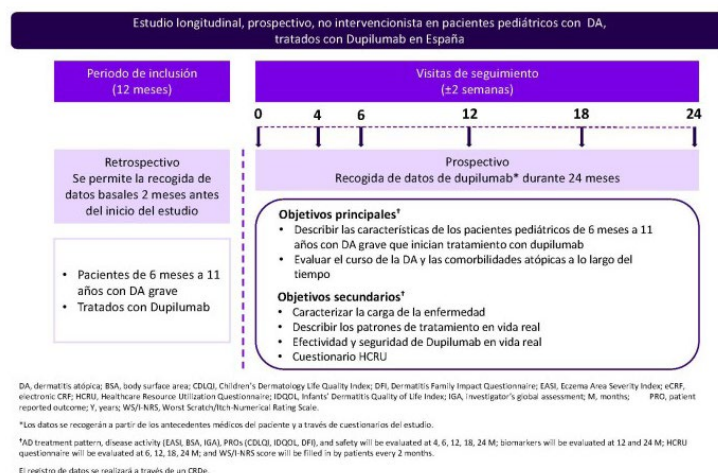 Estudio longitudinal, prospectivo, no intervencionista en pacientes pediátricos con DA,
tratados con Dupilumab en España
Periodo de inclusión
(12 meses)
Visitas de seguimiento
(±2 semanas)
0 4 6 12 18 24
Retrospectivo
Se permite la recogida de
datos basales 2 meses antes
del inicio del estudio
Prospectivo
Recogida de datos de dupilumab* durante 24 meses
• Pacientes de 6 meses a 11
años con DA grave
• Tratados con Dupilumab
Objetivos principales†
• Describir las características de los pacientes pediátricos de 6 meses a 11
años con DA grave que inician tratamiento con dupilumab
• Evaluar el curso de la DA y las comorbilidades atópicas a lo largo del
tiempo
Objetivos secundarios†
• Caracterizar la carga de la enfermedad
• Describir los patrones de tratamiento en vida real
• Efectividad y seguridad de Dupilumab en vida real
• Cuestionario HCRU
DA, dermatitis atópica; BSA, body surface area; CDLQI, Children's Dermatology Life Quality Index; DFI, Dermatitis Family Impact Questionnaire; EASI, Eczema Area Severity Index; eCRF,
electronic CRF; HCRU, Healthcare Resource Utilization Questionnaire; IDQOL, Infants' Dermatitis Quality of Life Index; IGA, investigator's global assessment; M, months; PRO, patient
reported outcome; Y, years; WS/I-NRS, Worst Scratch/Itch-Numerical Rating Scale.
*Los datos se recogerán a partir de los antecedentes médicos del paciente y a través de cuestionarios del estudio.
†AD treatment pattern, disease activity (EASI, BSA, IGA), PROs (CDLQI, IDQOL, DFI), and safety will be evaluated at 4, 6, 12, 18, 24 M; biomarkers will be evaluated at 12 and 24 M; HCRU
questionnaire will be evaluated at 6, 12, 18, 24 M; and WS/I-NRS score will be filled in by patients every 2 months.
El registro de datos se realizará a través de un CRDe.